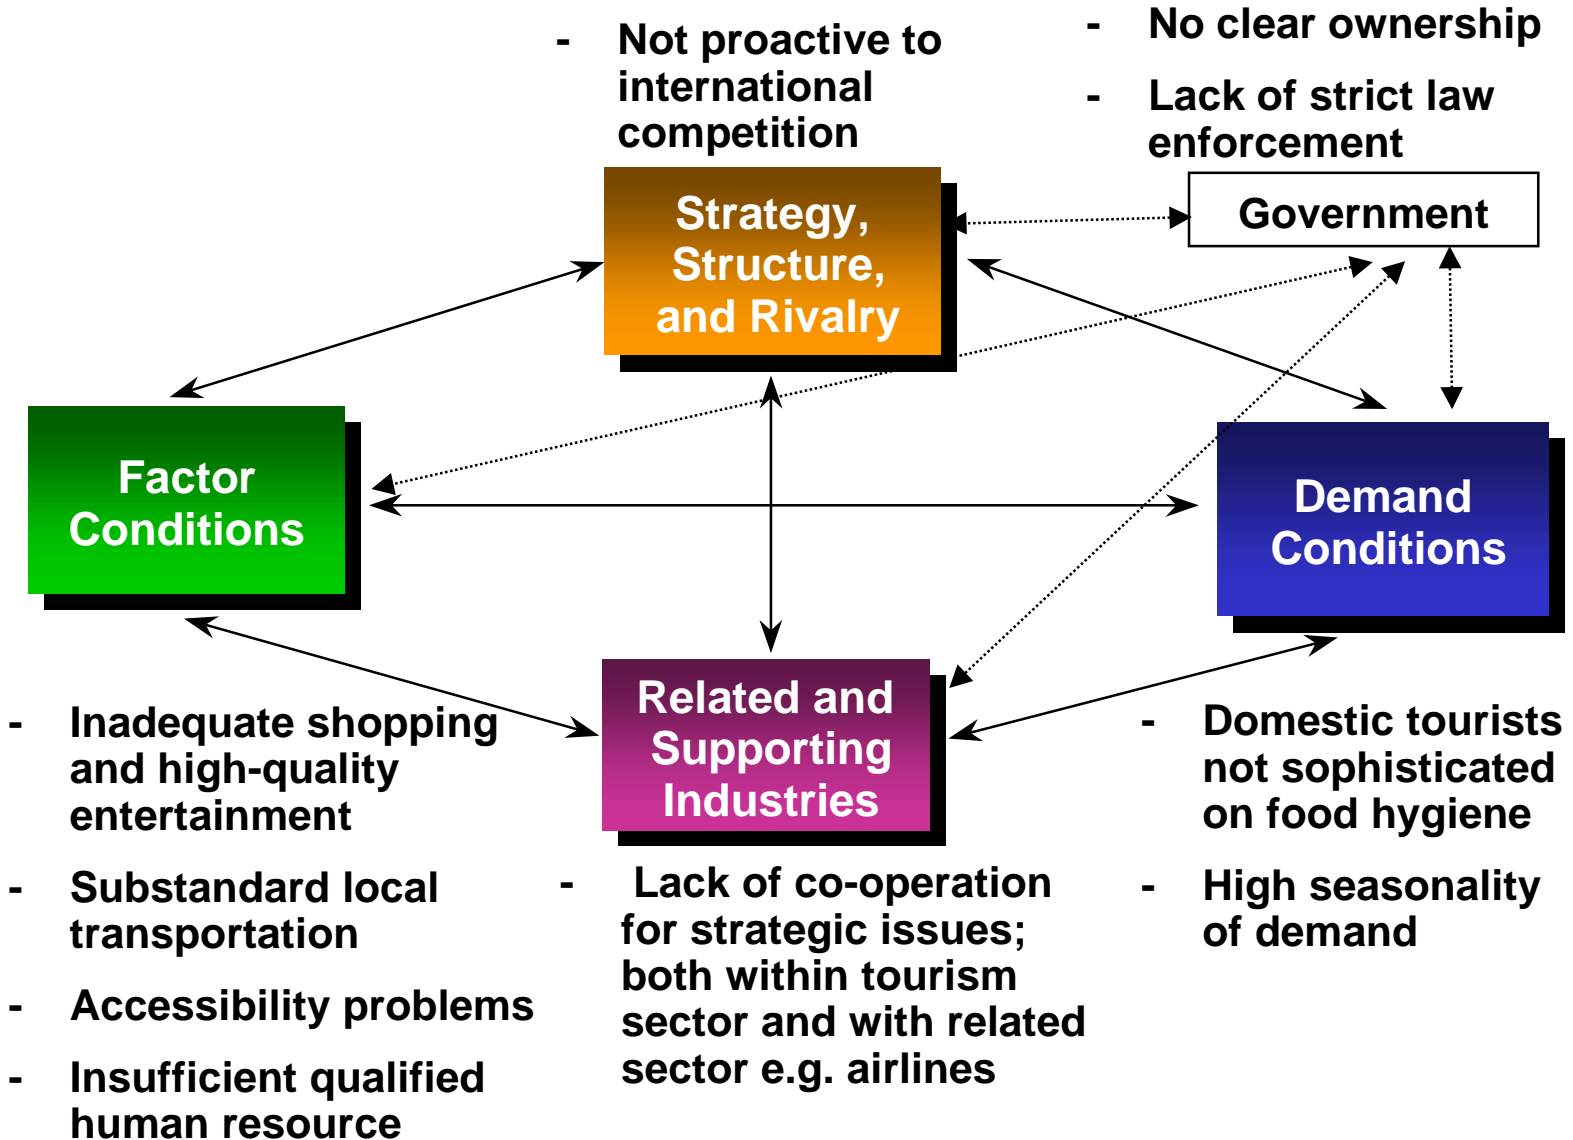 - Not proactive to
international
competition
- No clear ownership
- Lack of strict law
enforcement
Strategy,
Structure,
and Rivalry
Government
Factor
Conditions
Demand
Conditions
Related and
Supporting
Industries
- Inadequate shopping
and high-quality
entertainment
- Substandard local
transportation
- Accessibility problems
- Insufficient qualified
human resource
- Lack of co-operation
for strategic issues;
both within tourism
sector and with related
sector e.g. airlines
- Domestic tourists
not sophisticated
on food hygiene
- High seasonality
of demand